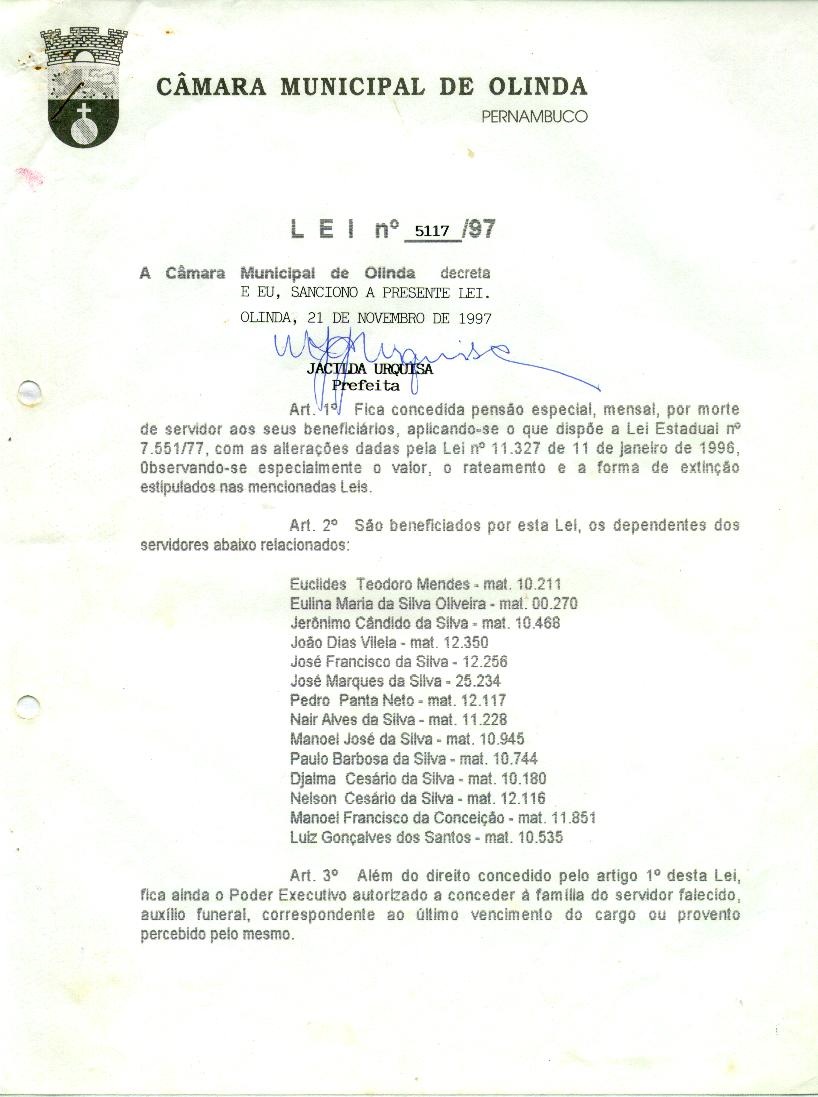 CÂMARA MUNICIPAL DE OLINDA
PERNAMBUCO
LEI nº 5117/97
A Câmara Municipal de Olinda decreta
E EU, SANCIONO A PRESENTE LEI.
OLINDA, 21 DE NOVEMBRO DE 1997
JACILDA URQUISA
Prefeita
Art. 1º Fica concedida pensão especial, mensal, por morte
de servidor aos seus beneficiários, aplicando-se o que dispõe a Lei Estadual nº
7.551/77, com as alterações dadas pela Lei nº 11.327 de 11 de janeiro de 1996,
Observando-se especialmente o valor, o rateamento e a forma de extinção
estipulados nas mencionadas Leis.
Art. 2º São beneficiados por esta Lei, os dependentes dos
servidores abaixo relacionados:
Euclides Teodoro Mendes - mat. 10.211
Eulina Maria da Silva Oliveira - mat. 00.270
Jerônimo Cândido da Silva - mat. 10.468
João Dias Vilela - mat. 12.350
José Francisco da Silva - 12.256
José Marques da Silva - 25.234
Pedro Panta Neto - mat. 12.117
Nair Alves da Silva - mat. 11.228
Manoel José da Silva - mat. 10.945
Paulo Barbosa da Silva - mat. 10.744
Djalma Cesário da Silva - mat. 10.180
Nelson Cesário da Silva - mat. 12.116
Manoel Francisco da Conceição - mat. 11.851
Luiz Gonçalves dos Santos - mat. 10.535
Art. 3º Além do direito concedido pelo artigo 1º desta Lei,
fica ainda o Poder Executivo autorizado a conceder à família do servidor falecido,
auxílio funeral, correspondente ao último vencimento do cargo ou provento
percebido pelo mesmo.